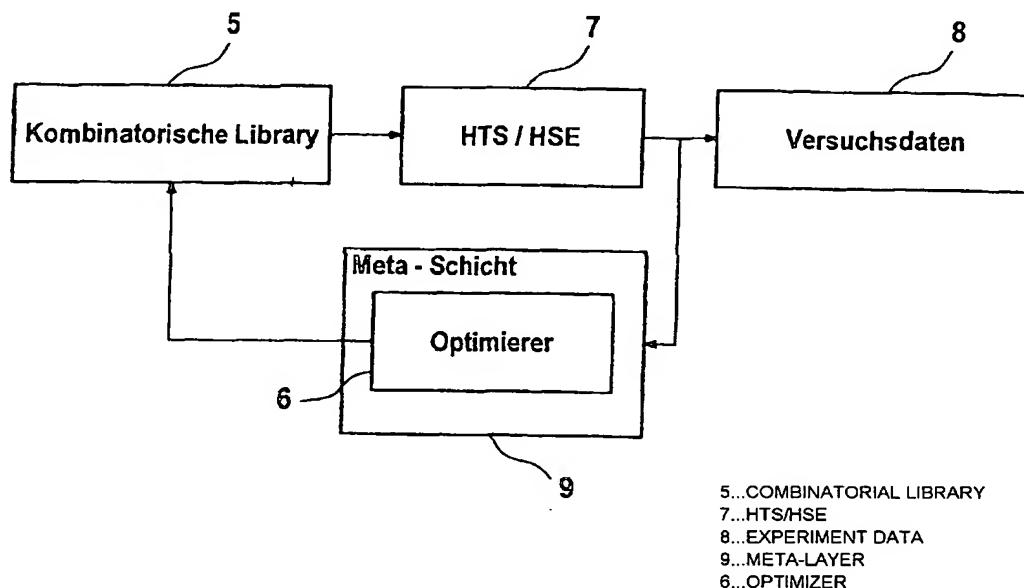 5
7
8
Kombinatorische Library
HTS / HSE
Versuchsdaten
Meta - Schicht
Optimierer
6
9
5...COMBINATORIAL LIBRARY
7...HTS/HSE
8...EXPERIMENT DATA
9...META-LAYER
6...OPTIMIZER